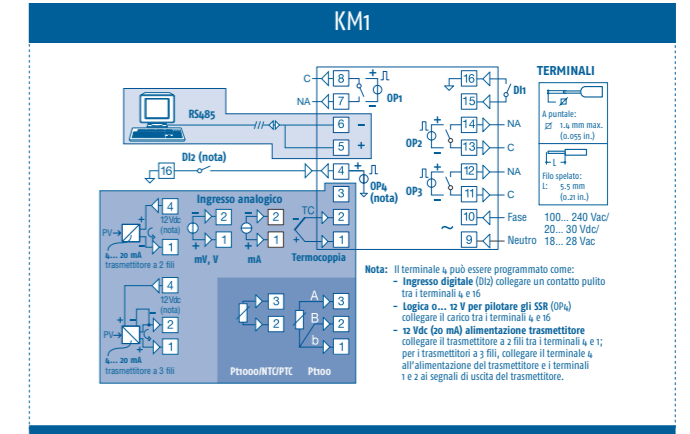 KM1
TERMINALI
A puntale:
⌀ 1.4 mm max.
(0.055 in.)
L
Filo spelato:
L: 5.5 mm
(0.21 in.)
C
8
NA
7
OP1
RS485
6 –
5 +
DI2 (nota)
16
4
OP4
(nota)
3
2
1
16
15
DI1
OP2
14
NA
13
C
OP3
12
NA
11
C
10
Fase
9
Neutro
~
100... 240 Vac/
20... 30 Vdc/
18... 28 Vac
Ingresso analogico
4
12 Vdc
(nota)
PV
1
4... 20 mA
trasmettitore a 2 fili
2
1
mV, V
2
1
mA
TC
Termocoppia
4
12 Vdc
(nota)
PV
2
1
4... 20 mA
trasmettitore a 3 fili
3
2
Pt1000/NTC/PTC
A
3
B
2
b
1
Pt100
Nota: Il terminale 4 può essere programmato come:
– Ingresso digitale (DI2) collegare un contatto pulito
tra i terminali 4 e 16
– Logica 0... 12 V per pilotare gli SSR (OP4)
collegare il carico tra i terminali 4 e 16
– 12 Vdc (20 mA) alimentazione trasmettitore
collegare il trasmettitore a 2 fili tra i terminali 4 e 1;
per i trasmettitori a 3 fili, collegare il terminale 4
all'alimentazione del trasmettitore e i terminali
1 e 2 ai segnali di uscita del trasmettitore.